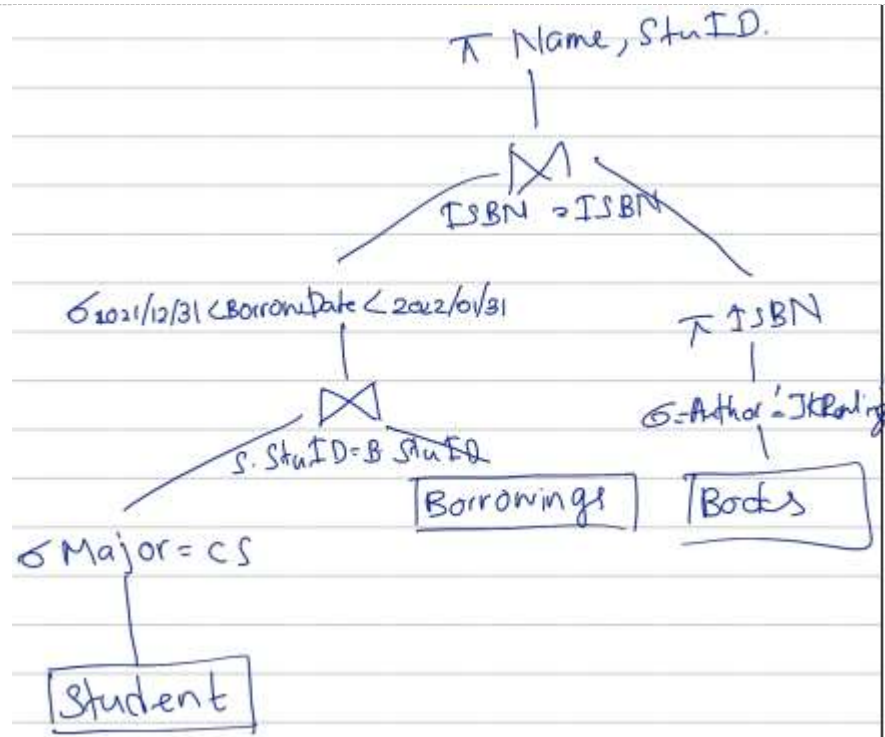 π Name, StuID.
⋈
ISBN = ISBN
σ 2021/12/31 < BorrowDate < 2022/01/31
π ISBN
⋈
S. StuID = B StuID
σ = Author = 'JKRowling
Borrowings
Books
σ Major = CS
Student